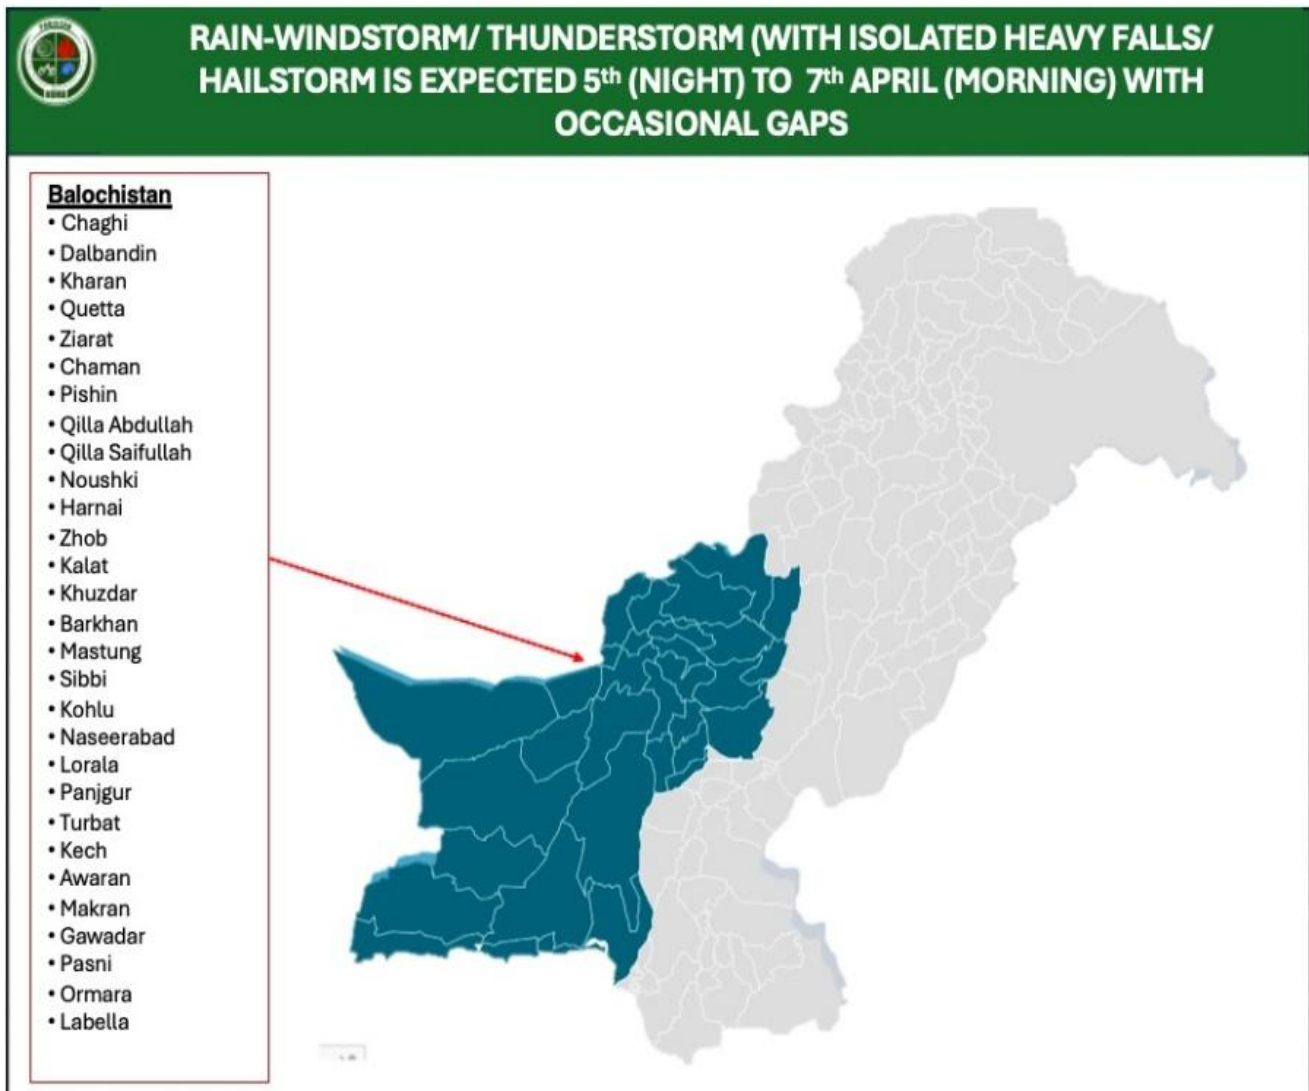 RAIN-WINDSTORM/ THUNDERSTORM (WITH ISOLATED HEAVY FALLS/
HAILSTORM IS EXPECTED 5th (NIGHT) TO 7th APRIL (MORNING) WITH
OCCASIONAL GAPS
Balochistan
• Chaghi
• Dalbandin
• Kharan
• Quetta
• Ziarat
• Chaman
• Pishin
• Qilla Abdullah
• Qilla Saifullah
• Noushki
• Harnai
• Zhob
• Kalat
• Khuzdar
• Barkhan
• Mastung
• Sibbi
• Kohlu
• Naseerabad
• Lorala
• Panjgur
• Turbat
• Kech
• Awaran
• Makran
• Gawadar
• Pasni
• Ormara
• Labella